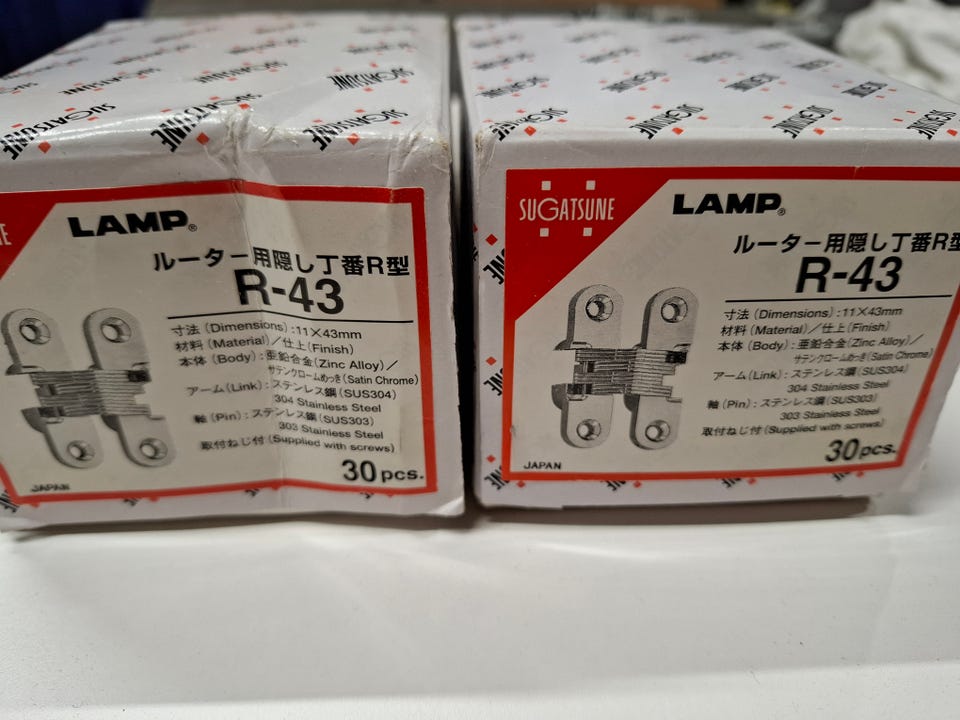 SUGATSUNE
SUGATSUNE
SUGATSUNE
SUGATSUNE
SUGATSUNE
SUGATSUNE
LAMP®
ルーター用隠し丁番R型
R-43
寸法(Dimensions):11×43mm
材料(Material)/仕上(Finish)
本体(Body):亜鉛合金(Zinc Alloy)/
サテンクロームめっき(Satin Chrome)
アーム(Link):ステンレス鋼(SUS304)
304 Stainless Steel
軸(Pin):ステンレス鋼(SUS303)
303 Stainless Steel
取付ねじ付(Supplied with screws)
30pcs.
JAPAN
SUGATSUNE
LAMP®
ルーター用隠し丁番R型
R-43
寸法(Dimensions):11×43mm
材料(Material)/仕上(Finish)
本体(Body):亜鉛合金(Zinc Alloy)/
サテンクロームめっき(Satin Chrome)
アーム(Link):ステンレス鋼(SUS304)
304 Stainless Steel
軸(Pin):ステンレス鋼(SUS303)
303 Stainless Steel
取付ねじ付(Supplied with screws)
30pcs.
JAPAN